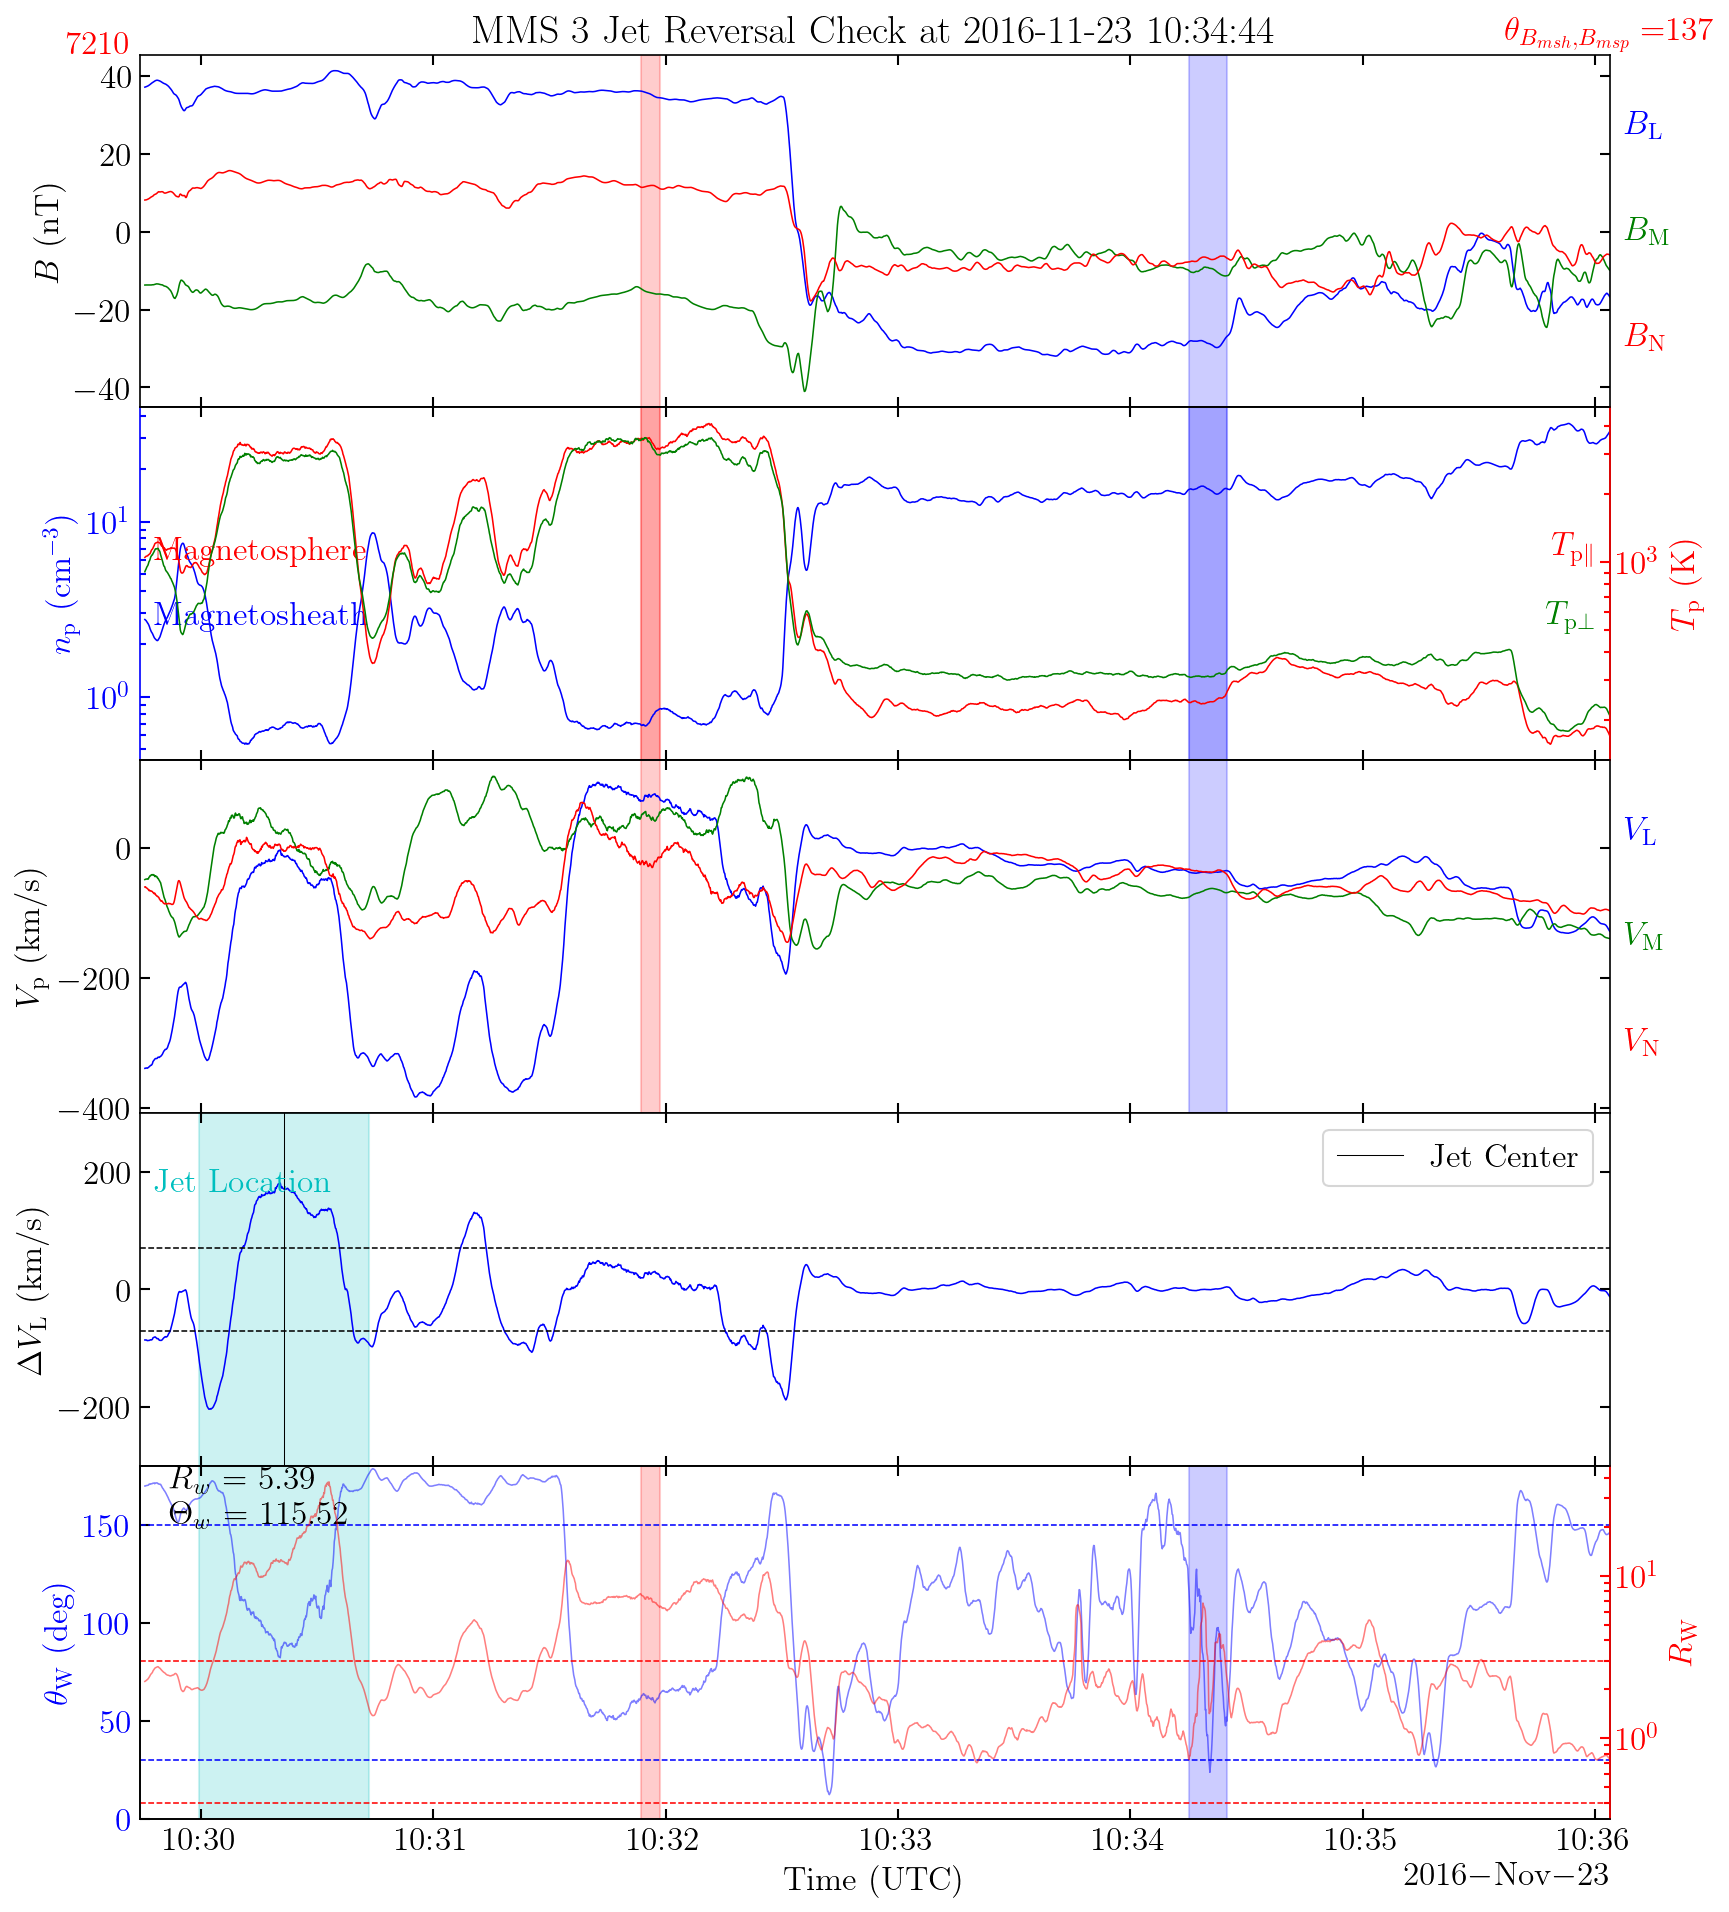 MMS 3 Jet Reversal Check at 2016-11-23 10:34:44
7210
θ_{B_{msh},B_{msp}} =137
40
20
0
−20
−40
B (nT)
B_L
B_M
B_N
10^1
10^0
n_p (cm^{−3})
Magnetosphere
Magnetosheath
T_{p∥}
T_{p⊥}
10^3
T_p (K)
0
−200
−400
V_p (km/s)
V_L
V_M
V_N
200
0
−200
ΔV_L (km/s)
Jet Location
Jet Center
R_w = 5.39
Θ_w = 115.52
150
100
50
0
θ_W (deg)
10^1
10^0
R_W
10:30 10:31 10:32 10:33 10:34 10:35 10:36
Time (UTC)
2016−Nov−23